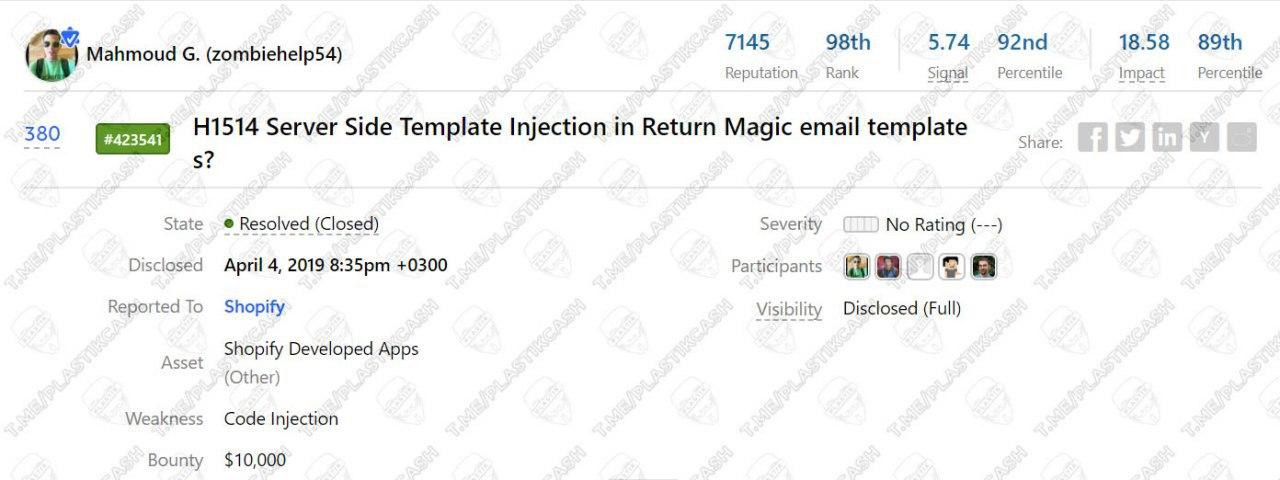 Mahmoud G. (zombiehelp54)
7145 98th 5.74 92nd 18.58 89th
Reputation Rank Signal Percentile Impact Percentile
380 #423541 H1514 Server Side Template Injection in Return Magic email template
s?
Share: f in Y
State Resolved (Closed)
Severity No Rating (---)
Disclosed April 4, 2019 8:35pm +0300
Participants
Reported To Shopify
Visibility Disclosed (Full)
Asset Shopify Developed Apps
(Other)
Weakness Code Injection
Bounty $10,000
T.ME/PLASTIKCASH